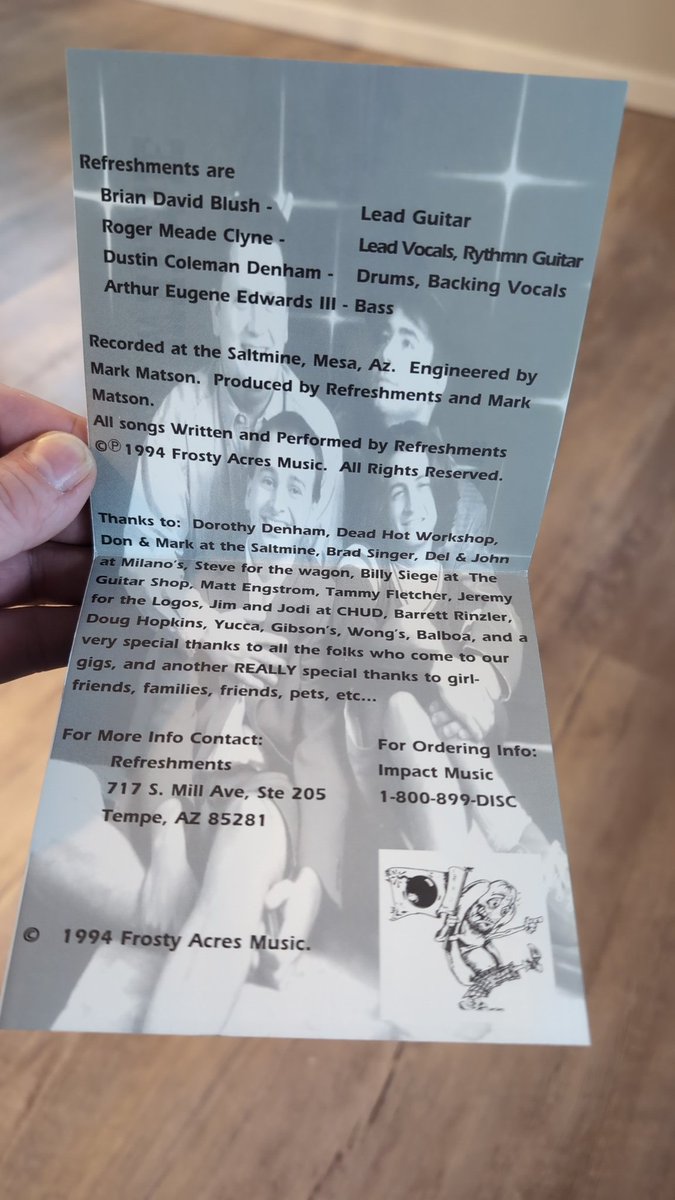 Refreshments are
Brian David Blush - Lead Guitar
Roger Meade Clyne - Lead Vocals, Rythmn Guitar
Dustin Coleman Denham - Drums, Backing Vocals
Arthur Eugene Edwards III - Bass
Recorded at the Saltmine, Mesa, Az. Engineered by
Mark Matson. Produced by Refreshments and Mark
Matson.
All songs Written and Performed by Refreshments
©℗1994 Frosty Acres Music. All Rights Reserved.
Thanks to: Dorothy Denham, Dead Hot Workshop,
Don & Mark at the Saltmine, Brad Singer, Del & John
at Milano's, Steve for the wagon, Billy Siege at The
Guitar Shop, Matt Engstrom, Tammy Fletcher, Jeremy
for the Logos, Jim and Jodi at CHUD, Barrett Rinzler,
Doug Hopkins, Yucca, Gibson's, Wong's, Balboa, and a
very special thanks to all the folks who come to our
gigs, and another REALLY special thanks to girl-
friends, families, friends, pets, etc...
For More Info Contact:
Refreshments
717 S. Mill Ave, Ste 205
Tempe, AZ 85281
For Ordering Info:
Impact Music
1-800-899-DISC
© 1994 Frosty Acres Music.